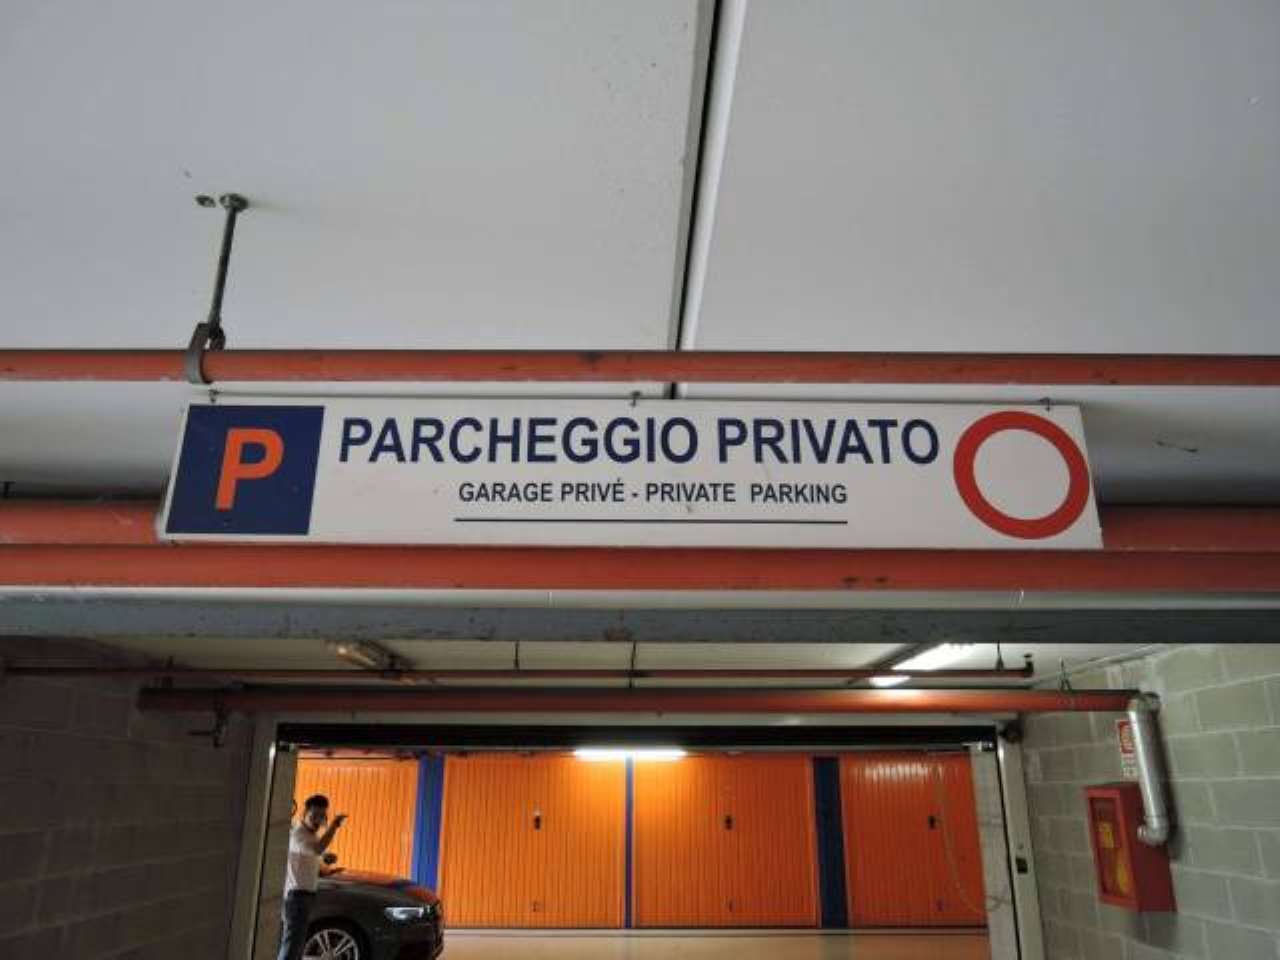 P
PARCHEGGIO PRIVATO
GARAGE PRIVÉ - PRIVATE PARKING